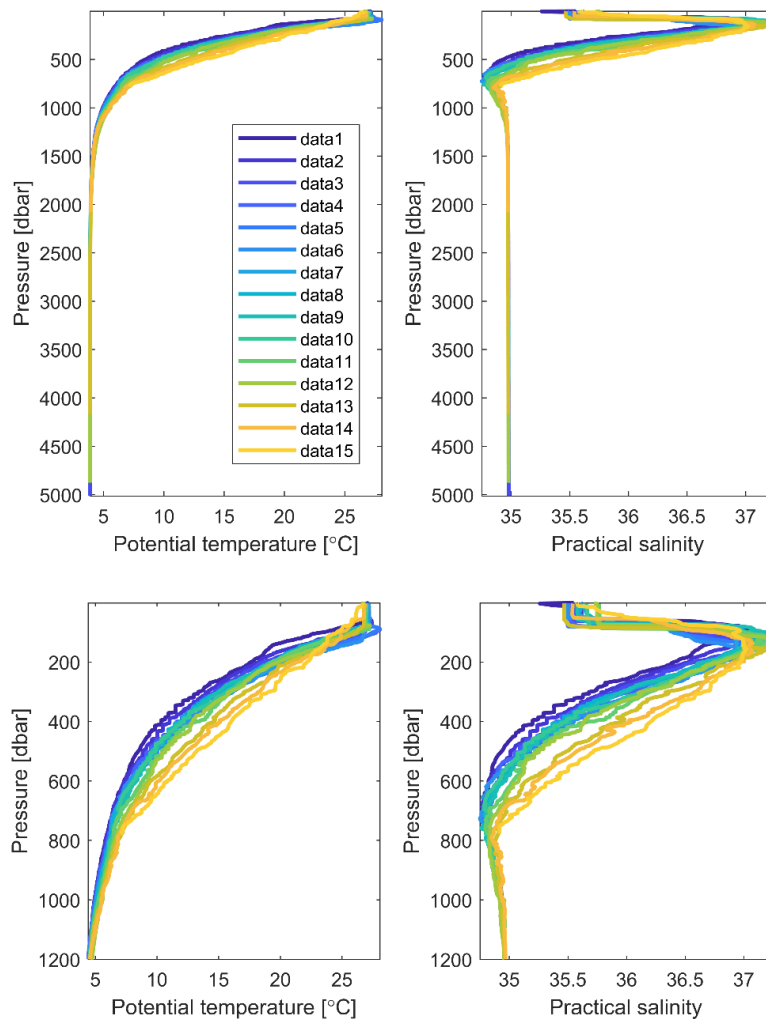 500
1000
1500
2000
2500
3000
3500
4000
4500
5000
Pressure [dbar]
5
10
15
20
25
Potential temperature [°C]
data1
data2
data3
data4
data5
data6
data7
data8
data9
data10
data11
data12
data13
data14
data15
500
1000
1500
2000
2500
3000
3500
4000
4500
5000
Pressure [dbar]
35
35.5
36
36.5
37
Practical salinity
200
400
600
800
1000
1200
Pressure [dbar]
5
10
15
20
25
Potential temperature [°C]
200
400
600
800
1000
1200
Pressure [dbar]
35
35.5
36
36.5
37
Practical salinity